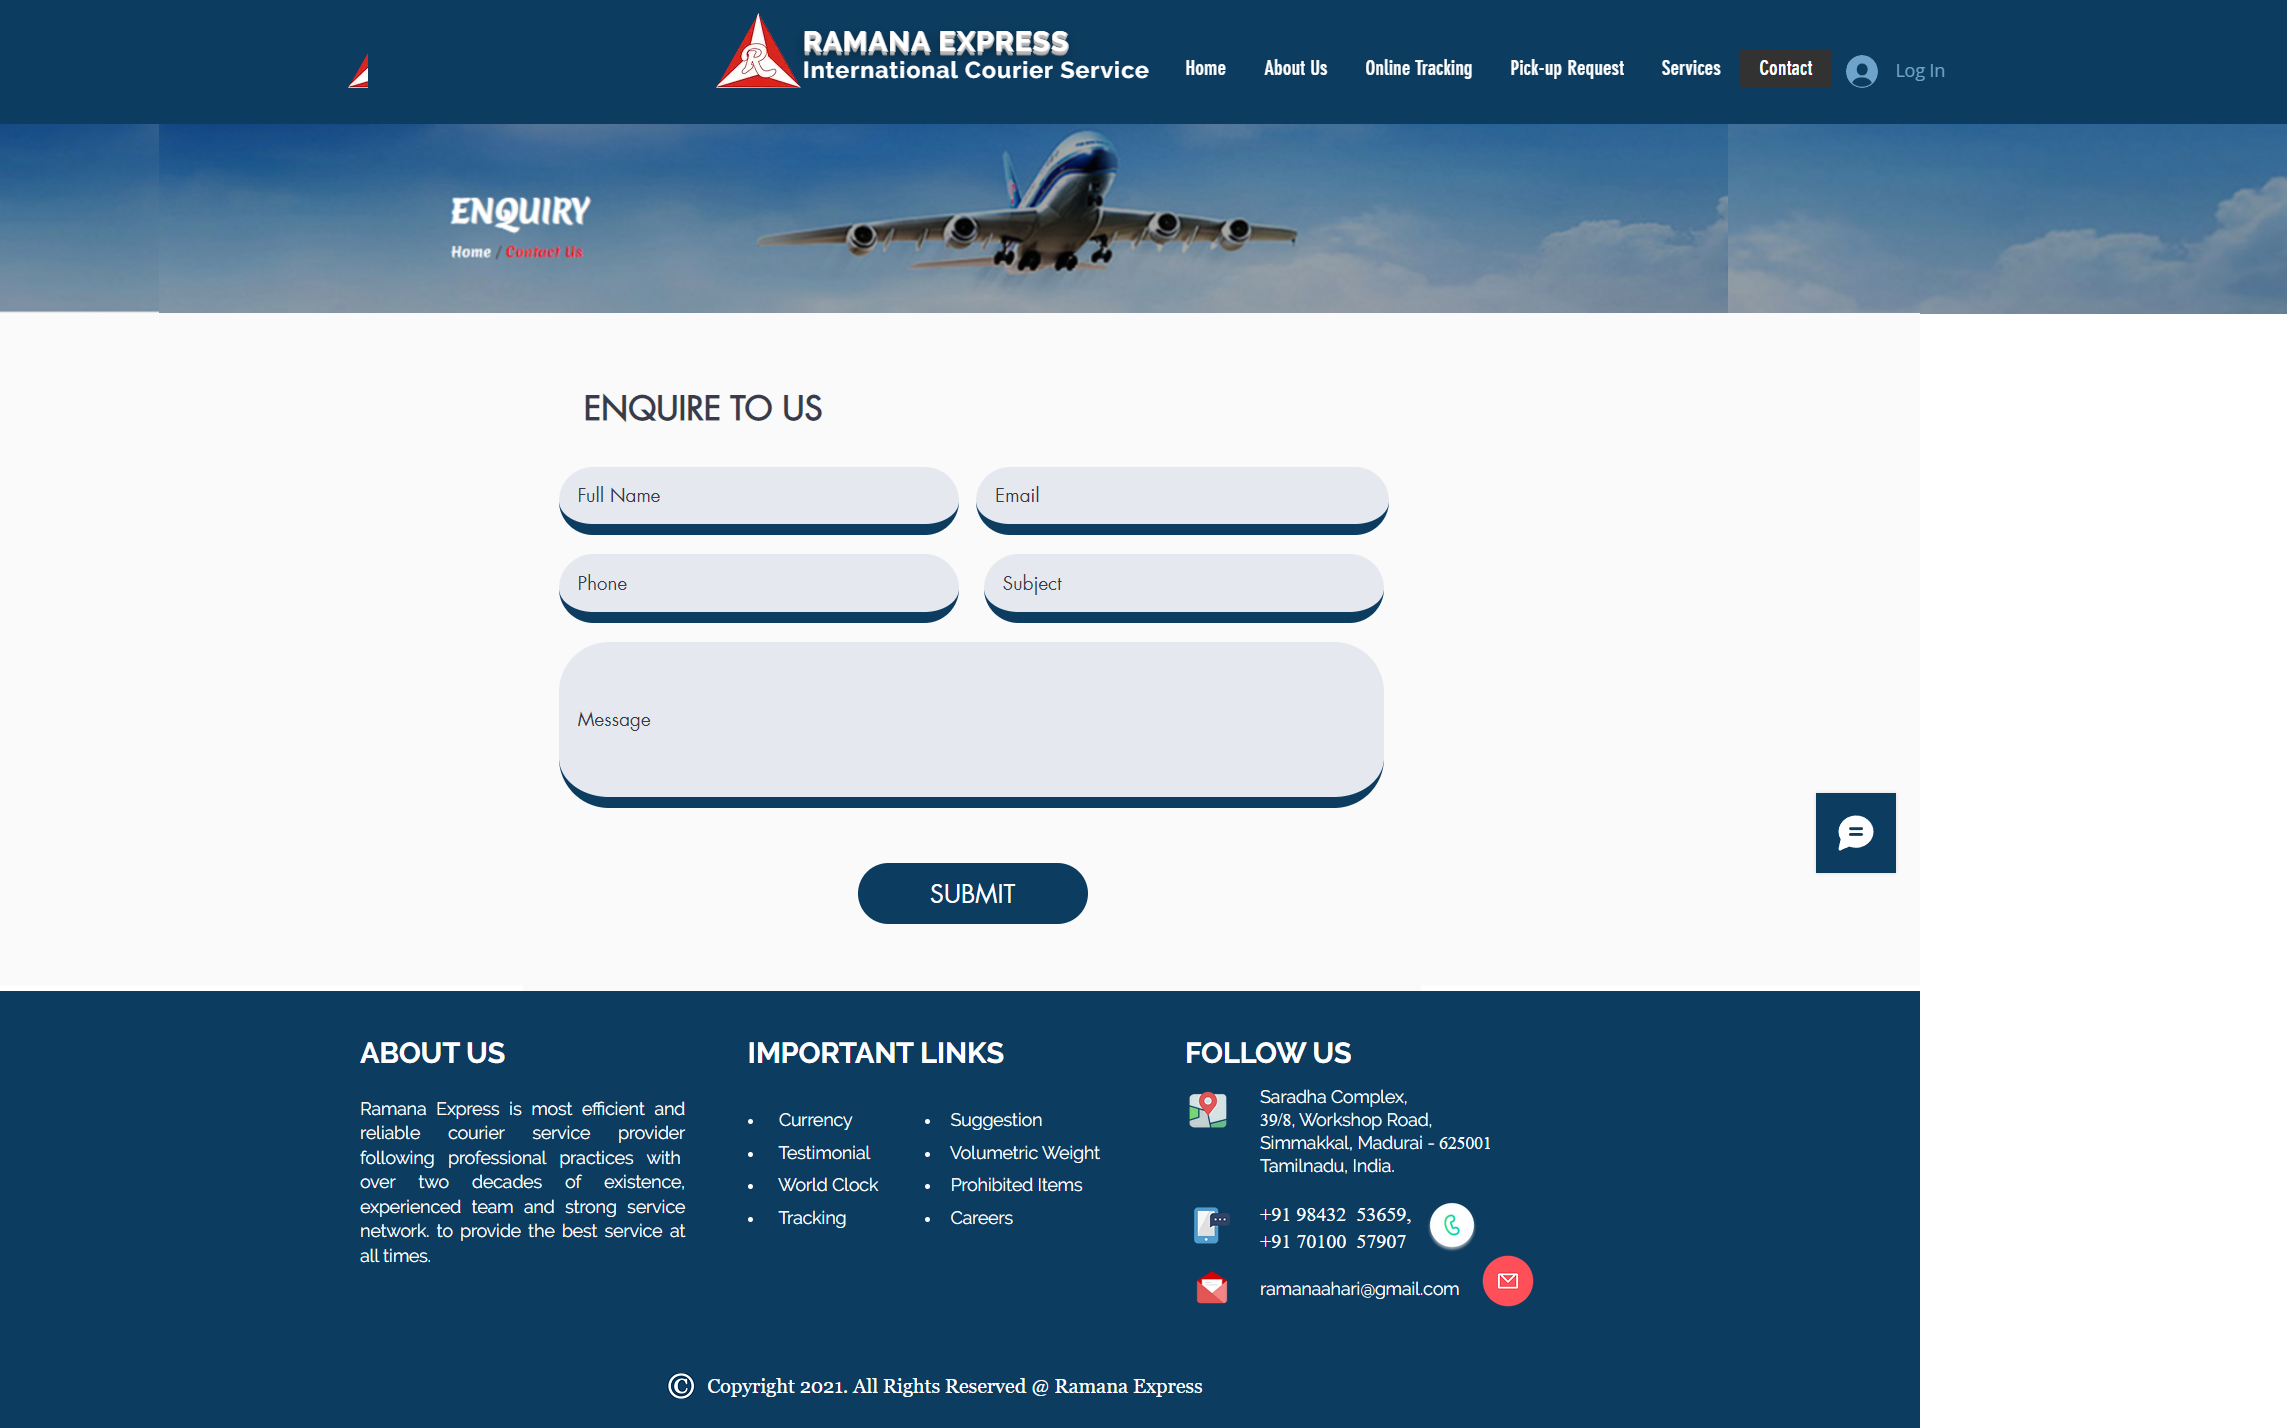 RAMANA EXPRESS
International Courier Service
Home
About Us
Online Tracking
Pick-up Request
Services
Contact
Log In
ENQUIRY
Home / Contact Us
ENQUIRE TO US
Full Name
Email
Phone
Subject
Message
SUBMIT
ABOUT US
Ramana Express is most efficient and
reliable courier service provider
following professional practices with
over two decades of existence,
experienced team and strong service
network. to provide the best service at
all times.
IMPORTANT LINKS
• Currency
• Testimonial
• World Clock
• Tracking
• Suggestion
• Volumetric Weight
• Prohibited Items
• Careers
FOLLOW US
Saradha Complex,
39/8, Workshop Road,
Simmakkal, Madurai - 625001
Tamilnadu, India.
+91 98432 53659,
+91 70100 57907
ramanaahari@gmail.com
© Copyright 2021. All Rights Reserved @ Ramana Express